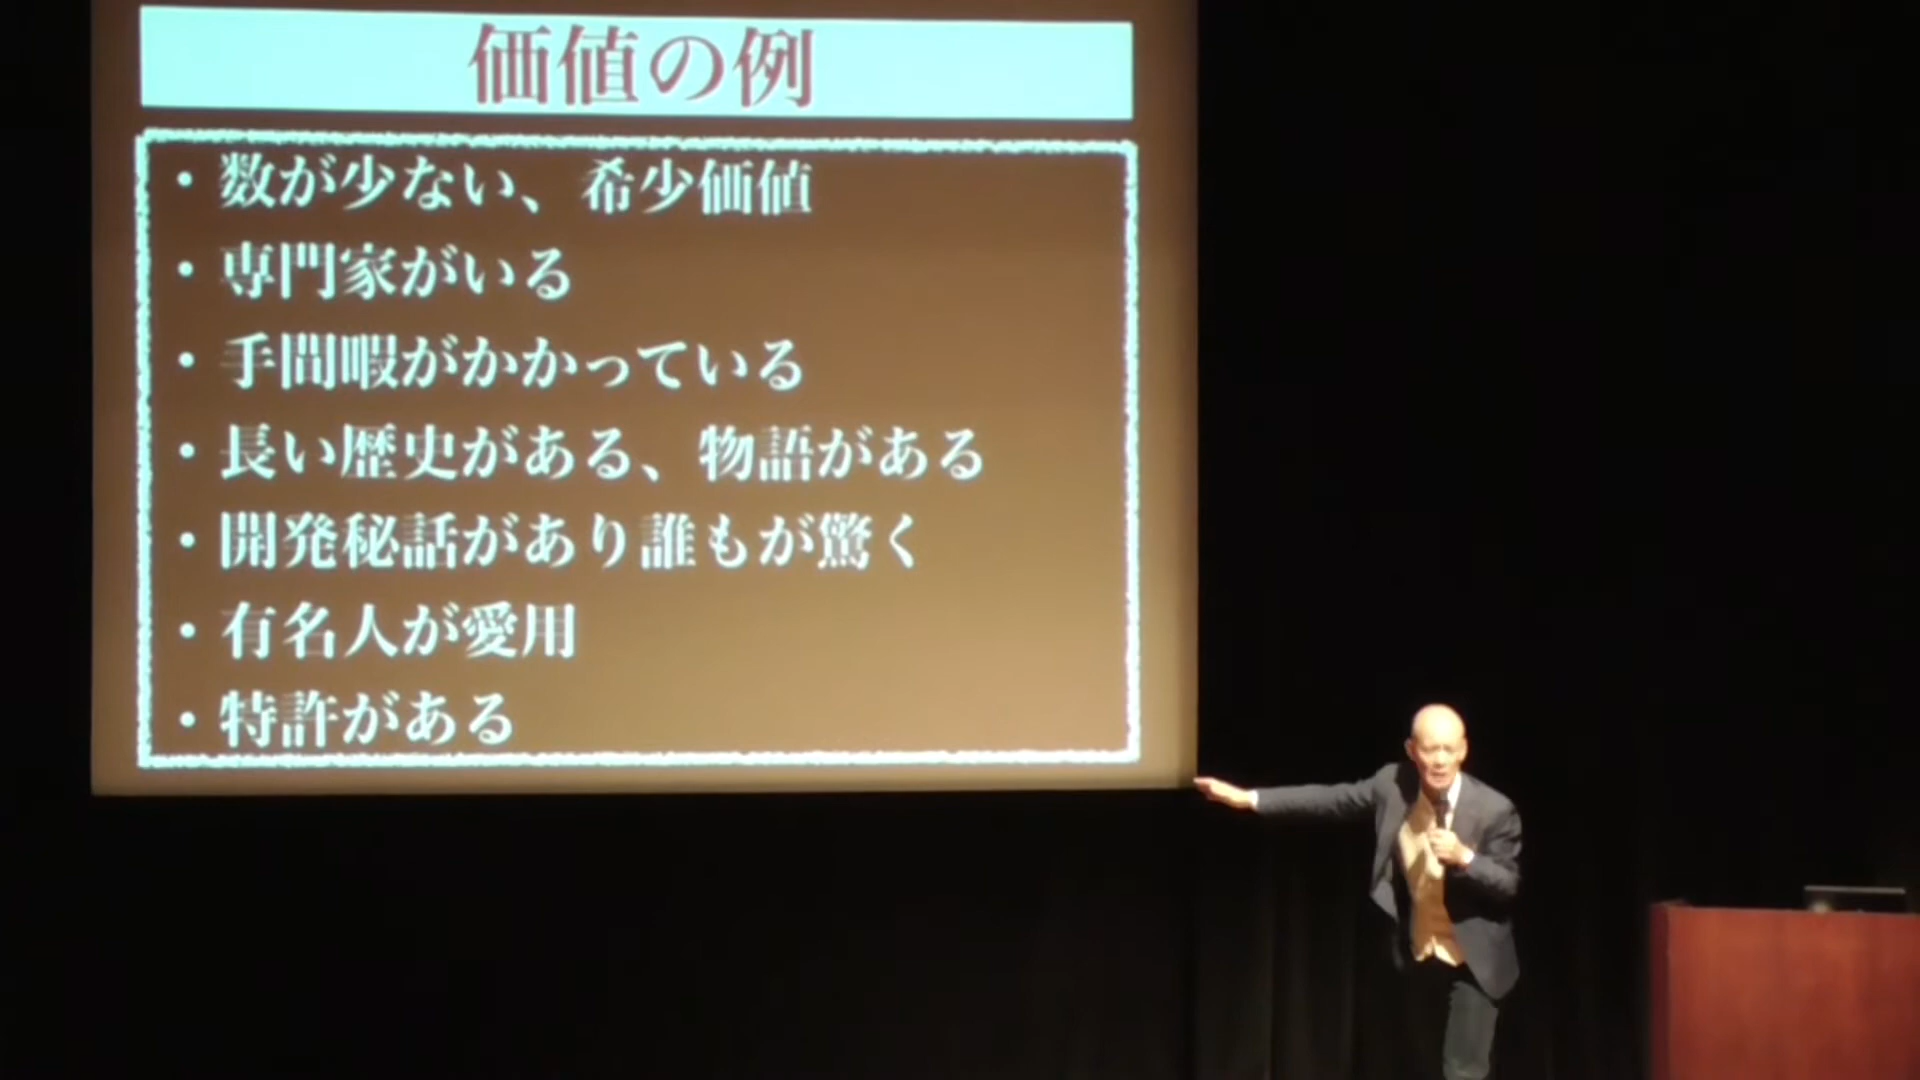 価値の例
・数が少ない、希少価値
・専門家がいる
・手間暇がかかっている
・長い歴史がある、物語がある
・開発秘話があり誰もが驚く
・有名人が愛用
・特許がある